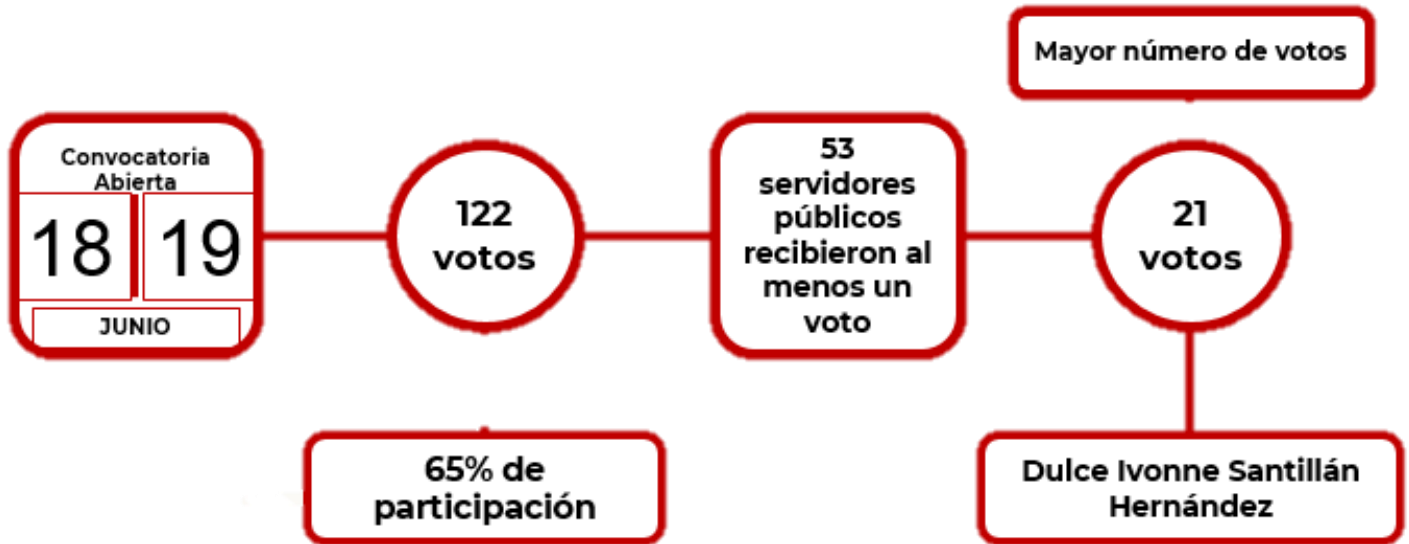 Mayor número de votos
Convocatoria
Abierta
18 19
JUNIO
122
votos
53
servidores
públicos
recibieron al
menos un
voto
21
votos
65% de
participación
Dulce Ivonne Santillán
Hernández